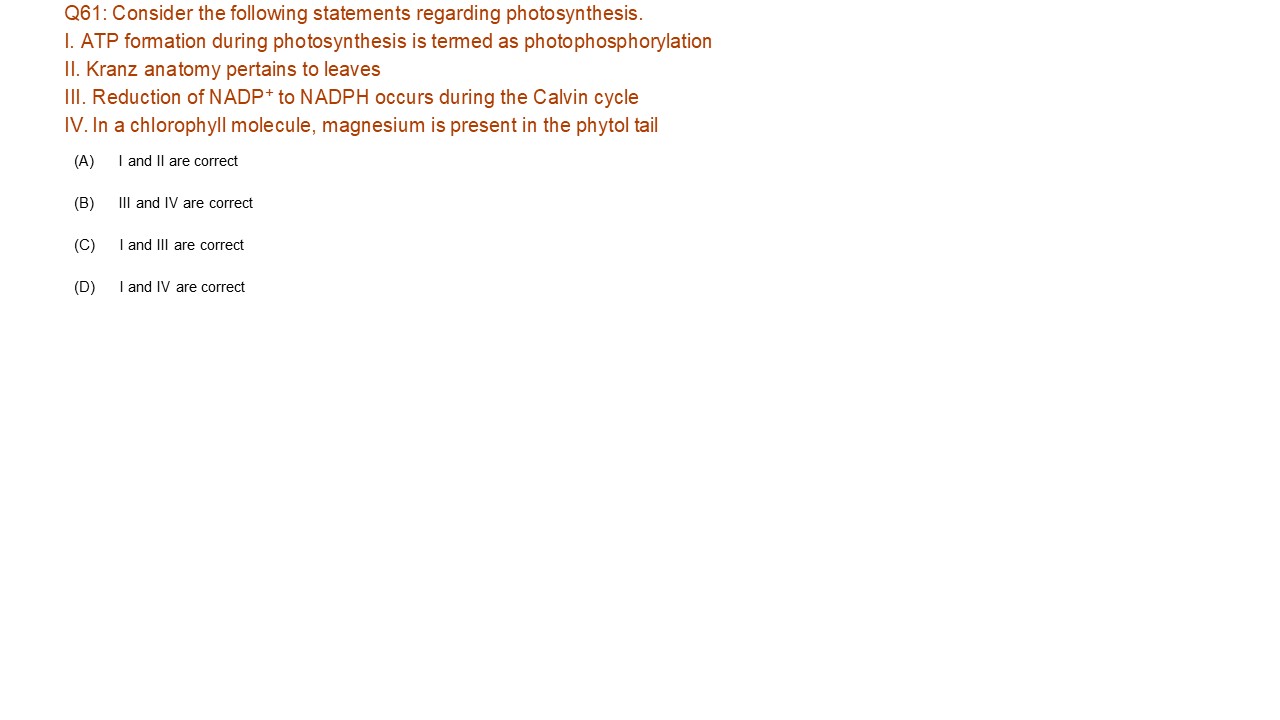 Q61: Consider the following statements regarding photosynthesis.
I. ATP formation during photosynthesis is termed as photophosphorylation
II. Kranz anatomy pertains to leaves
III. Reduction of NADP⁺ to NADPH occurs during the Calvin cycle
IV. In a chlorophyll molecule, magnesium is present in the phytol tail
(A) I and II are correct
(B) III and IV are correct
(C) I and III are correct
(D) I and IV are correct